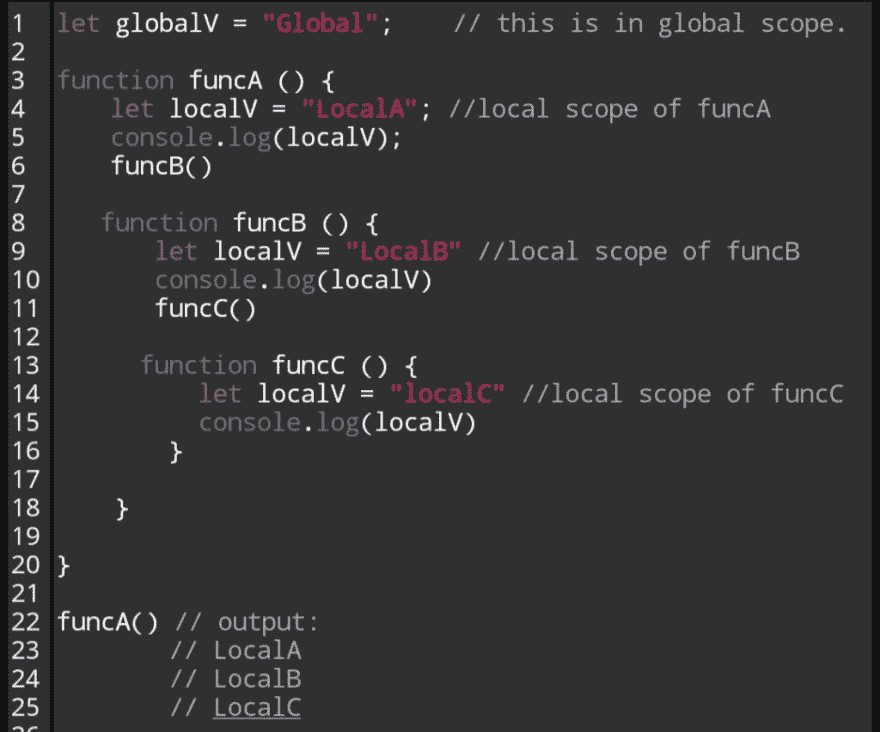 1 let globalV = "Global";    // this is in global scope.
2
3 function funcA () {
4     let localV = "LocalA"; //local scope of funcA
5     console.log(localV);
6     funcB()
7
8    function funcB () {
9        let localV = "LocalB" //local scope of funcB
10        console.log(localV)
11        funcC()
12
13       function funcC () {
14           let localV = "localC" //local scope of funcC
15           console.log(localV)
16         }
17
18     }
19
20 }
21
22 funcA() // output:
23         // LocalA
24         // LocalB
25         // LocalC